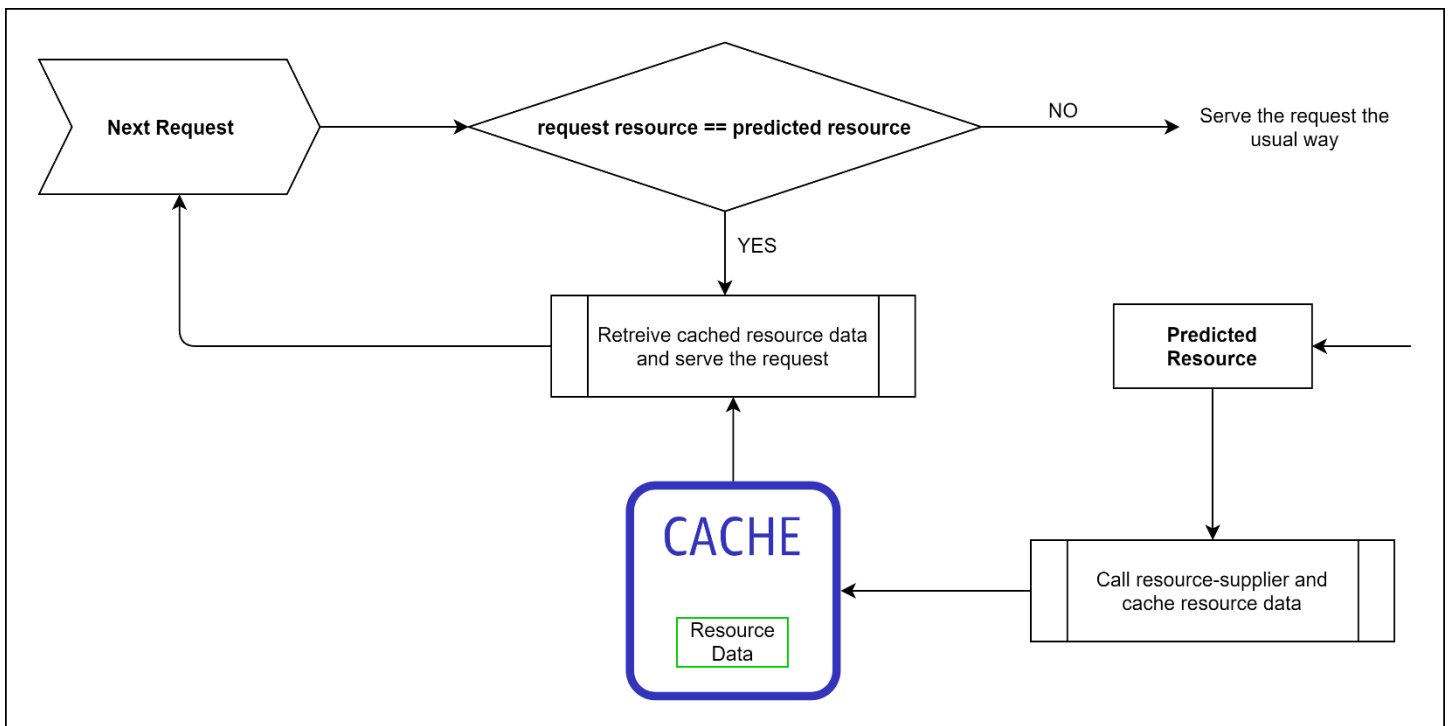 Next Request
request resource == predicted resource
NO
Serve the request the
usual way
YES
Retreive cached resource data
and serve the request
Predicted
Resource
CACHE
Resource
Data
Call resource-supplier and
cache resource data